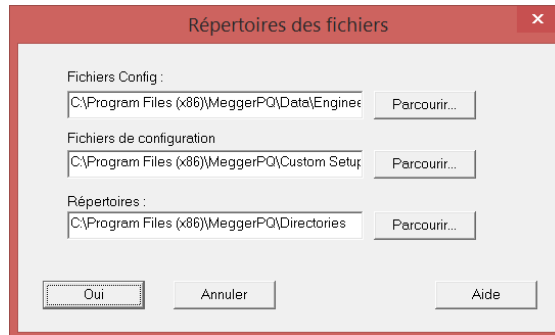 Répertoires des fichiers
Fichiers Config :
C:\Program Files (x86)\MeggerPQ\Data\Enginee
Parcourir...
Fichiers de configuration
C:\Program Files (x86)\MeggerPQ\Custom Setup
Parcourir...
Répertoires :
C:\Program Files (x86)\MeggerPQ\Directories
Parcourir...
Oui
Annuler
Aide